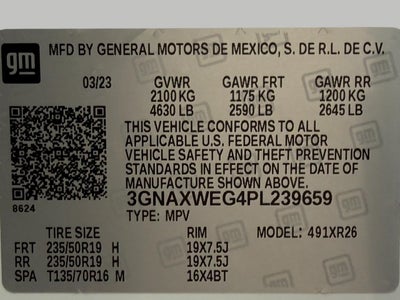 gm MFD BY GENERAL MOTORS DE MEXICO, S. DE R.L. DE C.V.
03/23 GVWR GAWR FRT GAWR RR
2100 KG 1175 KG 1200 KG
4630 LB 2590 LB 2645 LB
THIS VEHICLE CONFORMS TO ALL
APPLICABLE U.S. FEDERAL MOTOR
VEHICLE SAFETY AND THEFT PREVENTION
STANDARDS IN EFFECT ON THE DATE OF
MANUFACTURE SHOWN ABOVE.
8624 3GNAXWEG4PL239659
TYPE: MPV
TIRE SIZE RIM MODEL: 491XR26
FRT 235/50R19 H 19X7.5J
RR 235/50R19 H 19X7.5J
SPA T135/70R16 M 16X4BT